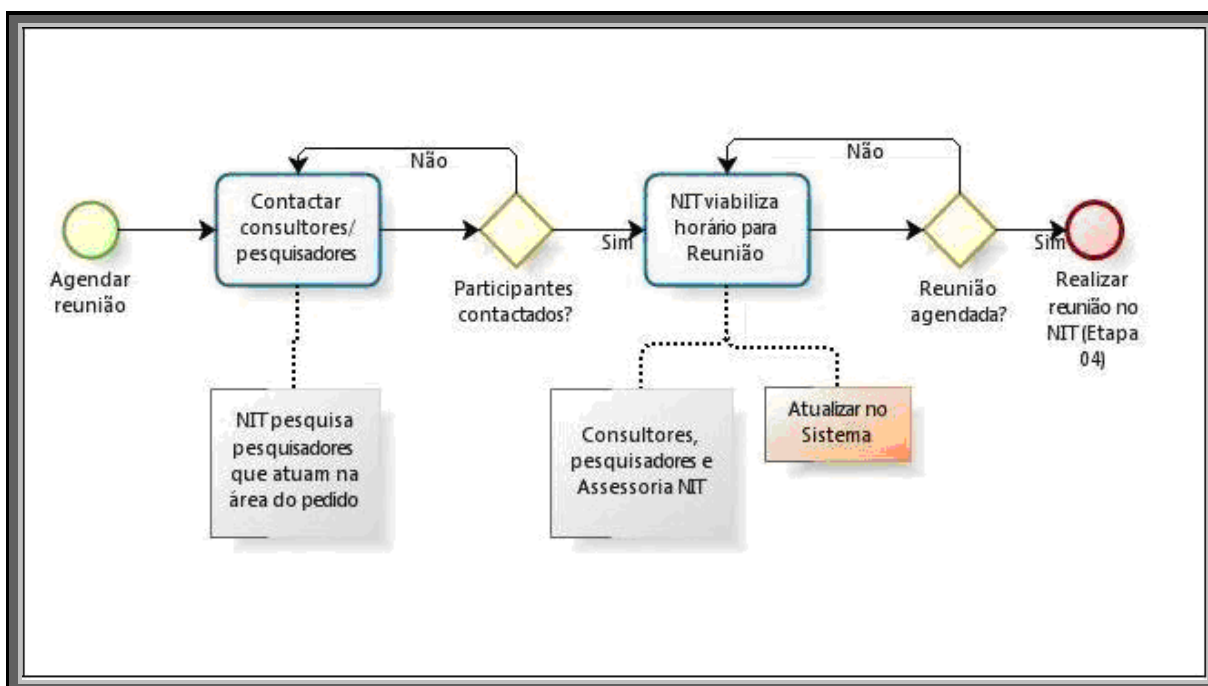 Agendar
reunião
Contactar
consultores/
pesquisadores
Não
Participantes
contactados?
Sim
NIT viabiliza
horário para
Reunião
Não
Reunião
agendada?
Sim
Realizar
reunião no
NIT (Etapa
04)
NIT pesquisa
pesquisadores
que atuam na
área do pedido
Consultores,
pesquisadores e
Assessoria NIT
Atualizar no
Sistema